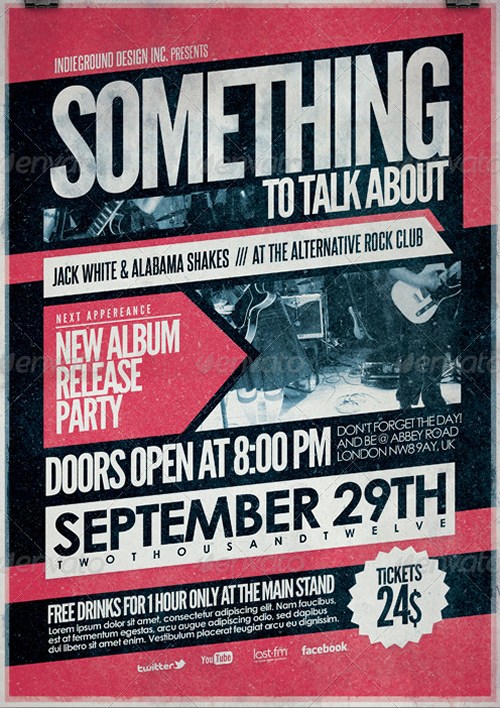 INDIEGROUND DESIGN INC. PRESENTS
SOMETHING
TO TALK ABOUT
JACK WHITE & ALABAMA SHAKES /// AT THE ALTERNATIVE ROCK CLUB
NEXT APPEREANCE
NEW ALBUM
RELEASE
PARTY
DOORS OPEN AT 8:00 PM
DON'T FORGET THE DAY!
AND BE @ ABBEY ROAD
LONDON NW8 9AY, UK
SEPTEMBER 29TH
TWOTHOUSANDTWELVE
FREE DRINKS FOR 1 HOUR ONLY AT THE MAIN STAND
Lorem ipsum dolor sit amet, consectetur adipiscing elit. Nam faucibus,
est at fermentum egestas, arcu augue adipiscing odio, sed dapibus
dui libero sit amet enim. Vestibulum placerat feugiat arcu eu dignissim.
TICKETS
24$
twitter
YouTube
last·fm
facebook
envato